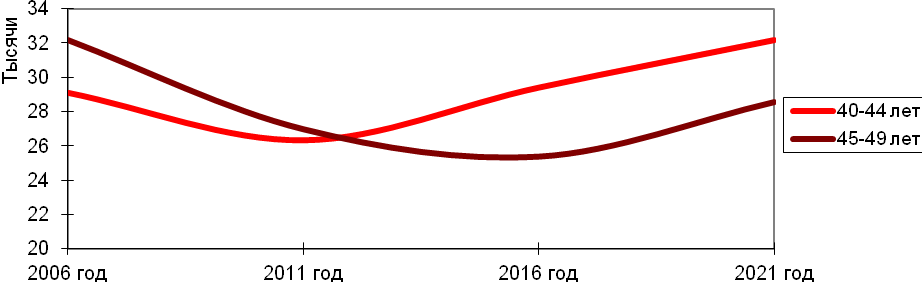 Тысячи
34
32
30
28
26
24
22
20
2006 год
2011 год
2016 год
2021 год
40-44 лет
45-49 лет